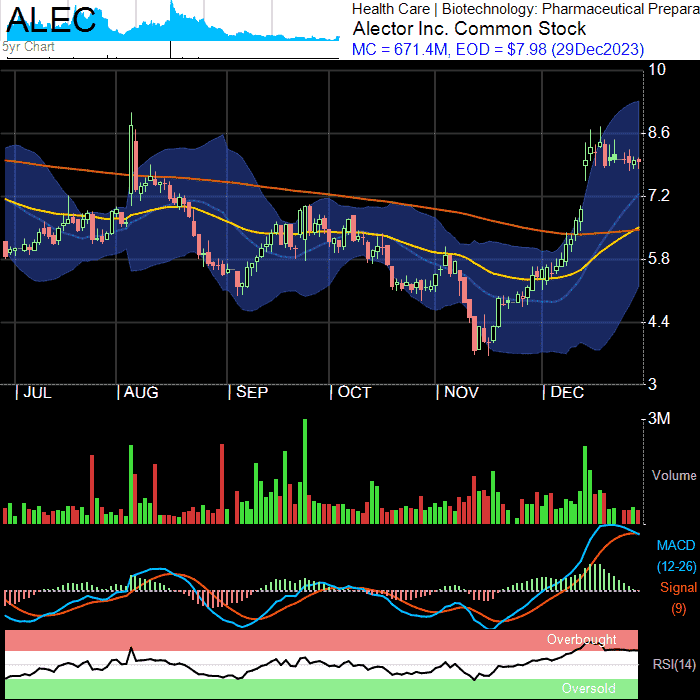 ALEC
5yr Chart
Health Care | Biotechnology: Pharmaceutical Prepara
Alector Inc. Common Stock
MC = 671.4M, EOD = $7.98 (29Dec2023)
10
8.6
7.2
5.8
4.4
3
| JUL | AUG | SEP | OCT | NOV | DEC
3M
Volume
MACD
(12-26)
Signal
(9)
Overbought
RSI(14)
Oversold